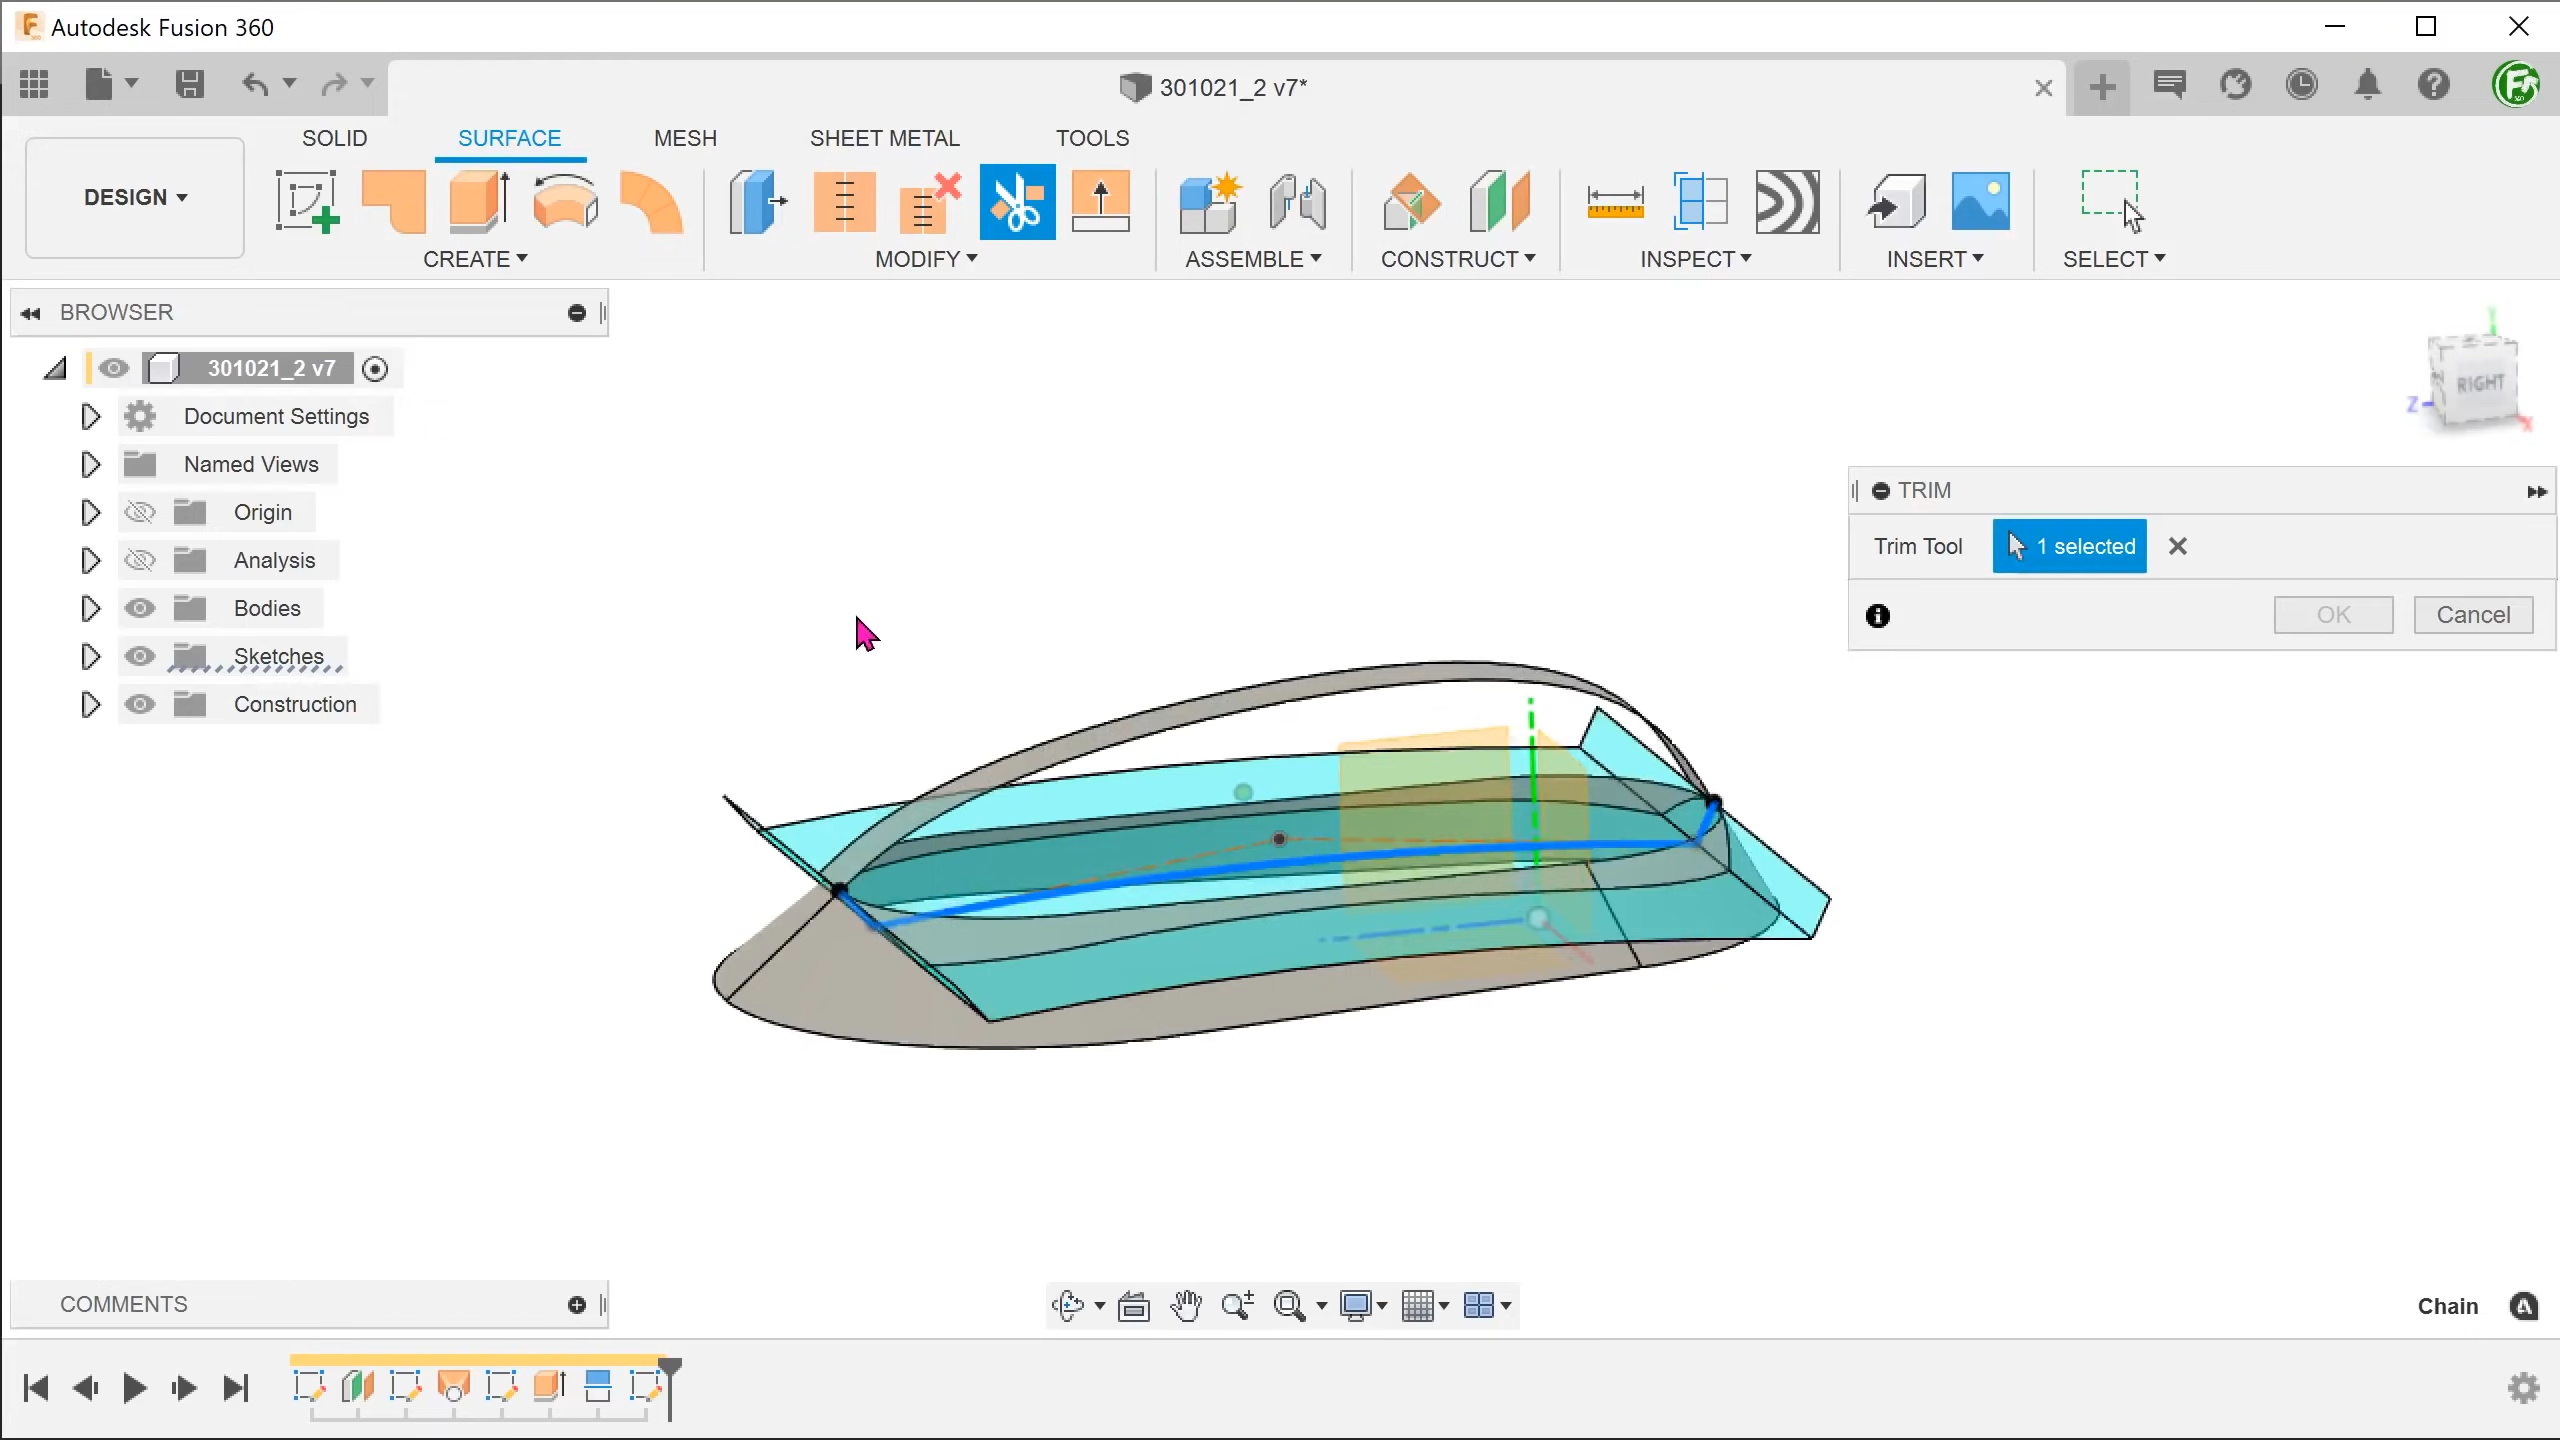 Autodesk Fusion 360
301021_2 v7*
SOLID SURFACE MESH SHEET METAL TOOLS
DESIGN
CREATE MODIFY ASSEMBLE CONSTRUCT INSPECT INSERT SELECT
BROWSER
301021_2 v7
Document Settings
Named Views
Origin
Analysis
Bodies
Sketches
Construction
Y
RIGHT
Z
X
TRIM
Trim Tool 1 selected
OK Cancel
COMMENTS
Chain